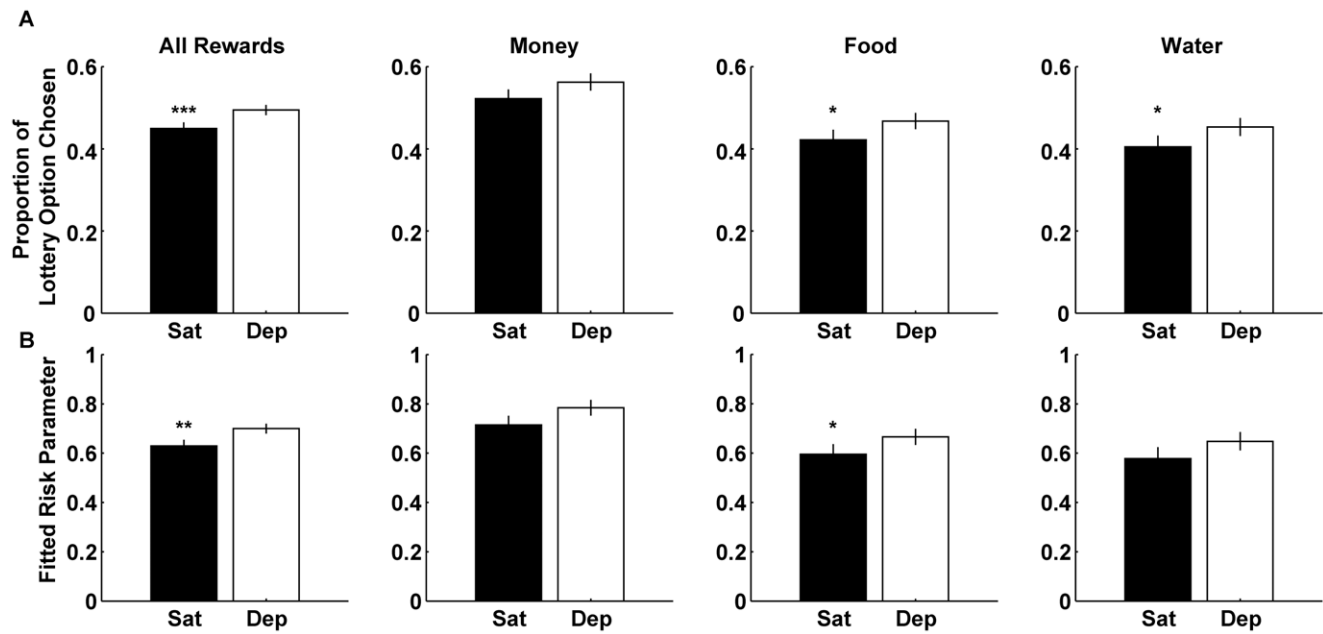 A
All Rewards
Money
Food
Water
Proportion of
Lottery Option Chosen
0.6
0.4
0.2
0
***
Sat
Dep
0.6
0.4
0.2
0
Sat
Dep
0.6
0.4
0.2
0
*
Sat
Dep
0.6
0.4
0.2
0
*
Sat
Dep
B
Fitted Risk Parameter
1
0.8
0.6
0.4
0.2
0
**
Sat
Dep
1
0.8
0.6
0.4
0.2
0
Sat
Dep
1
0.8
0.6
0.4
0.2
0
*
Sat
Dep
1
0.8
0.6
0.4
0.2
0
Sat
Dep